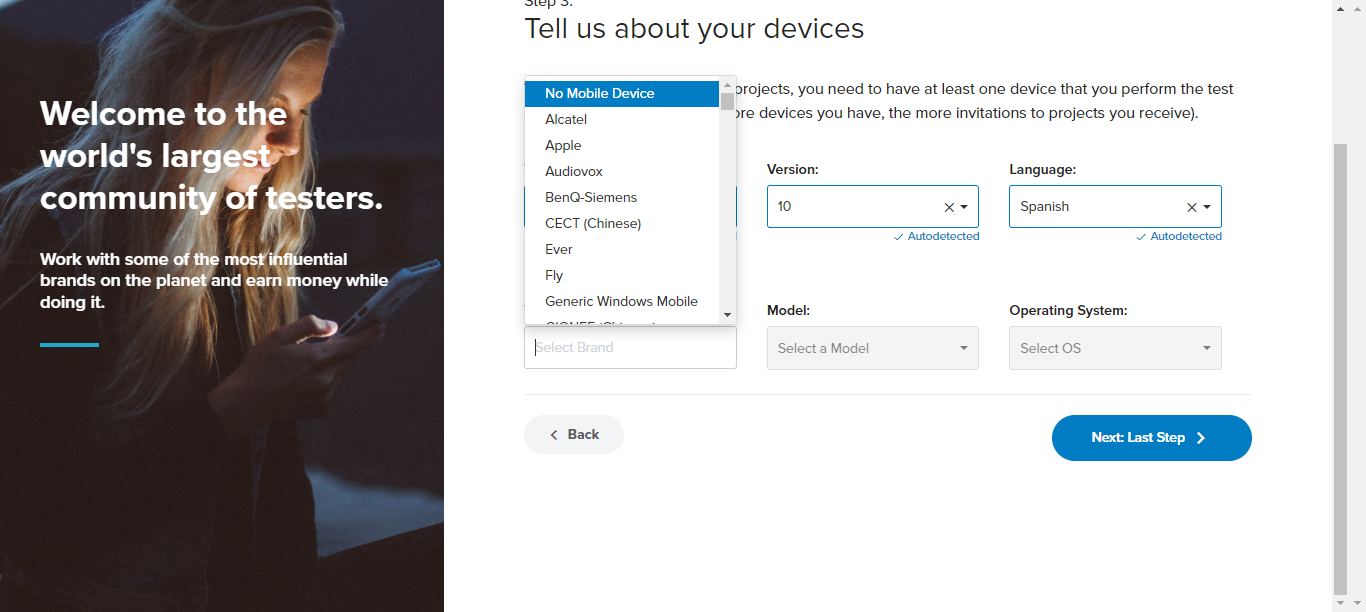 Welcome to the
world's largest
community of testers.
Work with some of the most influential
brands on the planet and earn money while
doing it.
Step 3:
Tell us about your devices
projects, you need to have at least one device that you perform the test
ore devices you have, the more invitations to projects you receive).
No Mobile Device
Alcatel
Apple
Audiovox
BenQ-Siemens
CECT (Chinese)
Ever
Fly
Generic Windows Mobile
Version:
10
Autodetected
Language:
Spanish
Autodetected
Select Brand
Model:
Select a Model
Operating System:
Select OS
Back
Next: Last Step